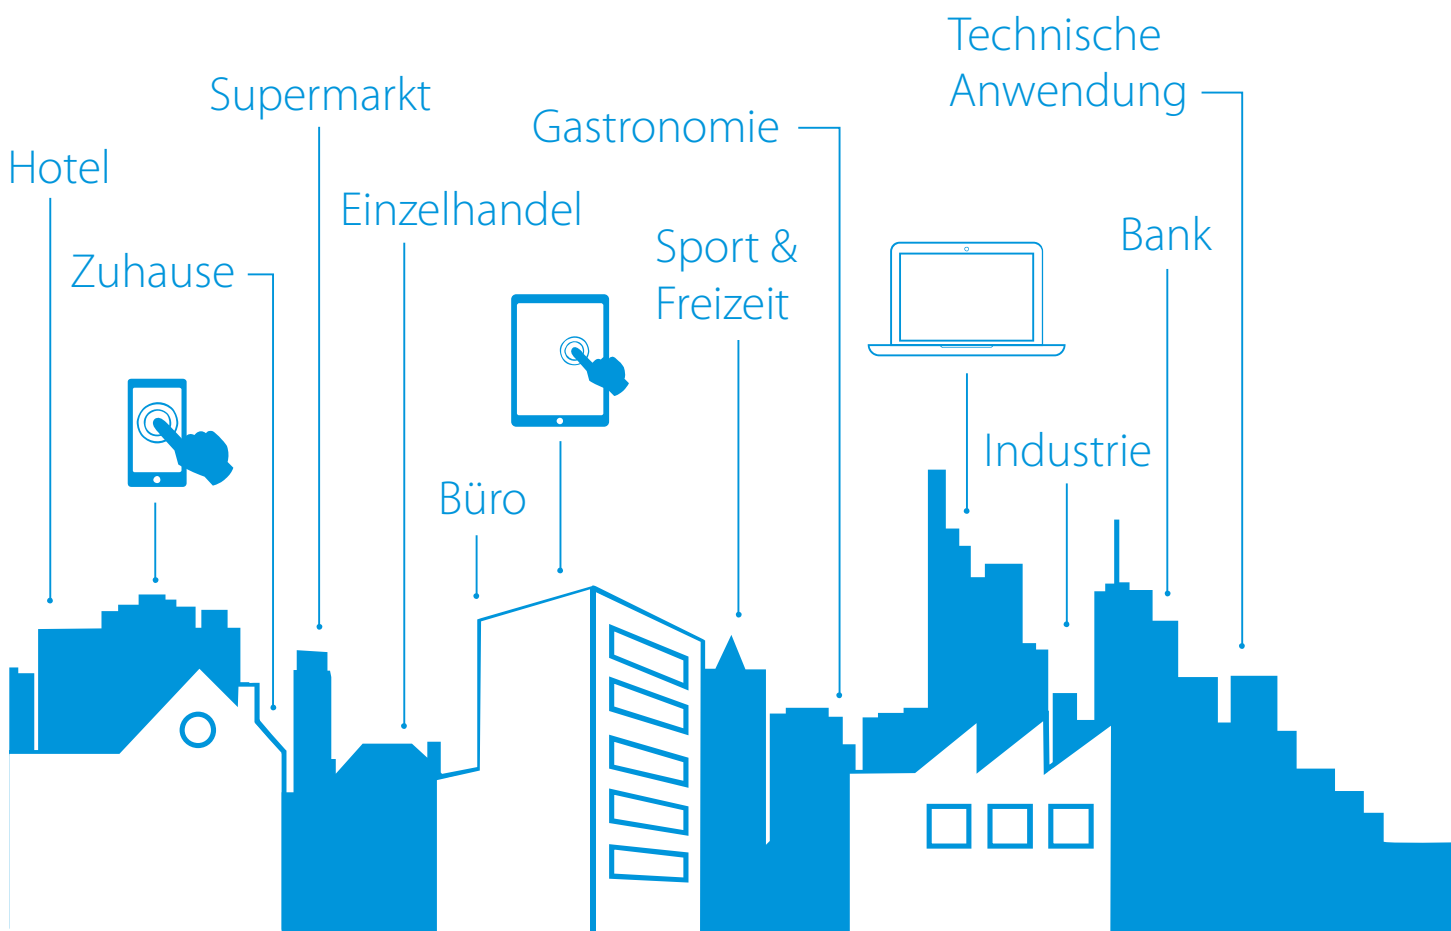 Technische
Anwendung
Supermarkt
Gastronomie
Hotel
Einzelhandel
Sport &
Freizeit
Bank
Zuhause
Industrie
Büro